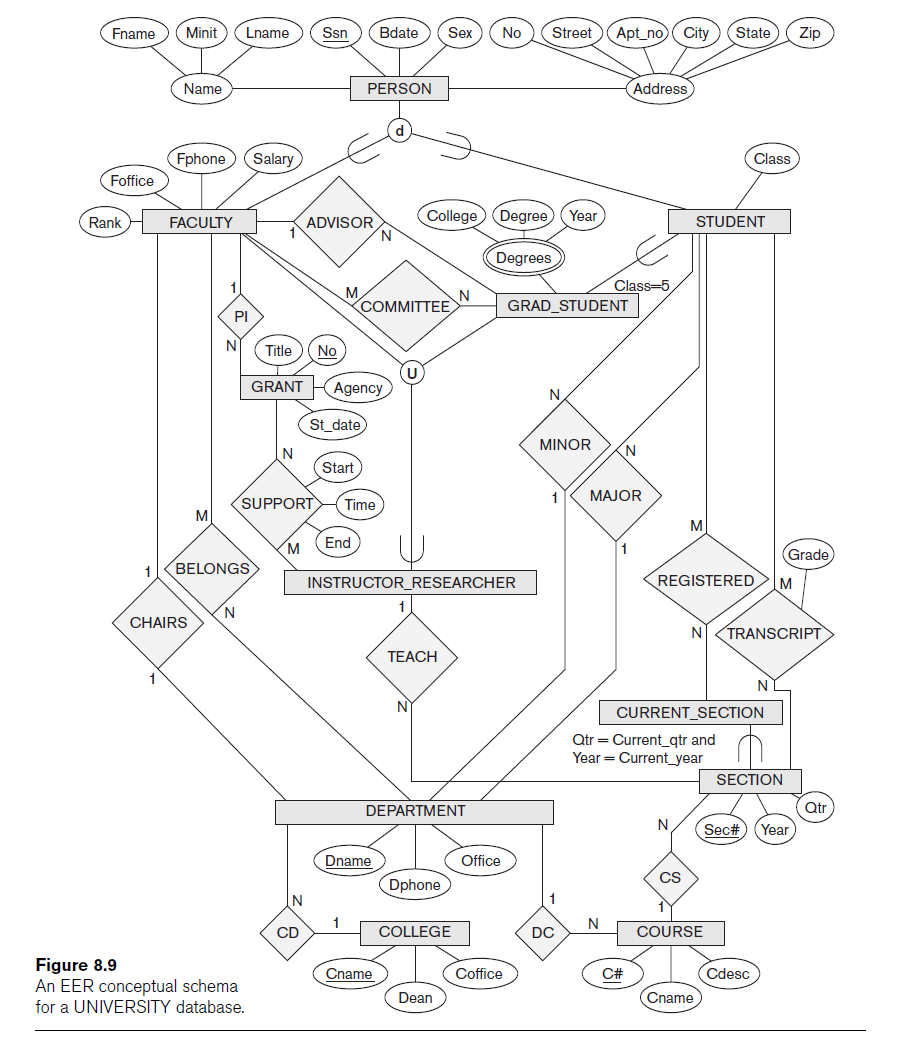 Fname Minit Lname Ssn Bdate Sex No Street Apt_no City State Zip
Name PERSON Address
d
Fphone Salary Class
Foffice
Rank FACULTY ADVISOR College Degree Year STUDENT
1 N
Degrees
Class=5
1 M COMMITTEE N GRAD_STUDENT
PI
N
Title No
U
GRANT Agency
St_date
N
MINOR
N
N
Start
SUPPORT Time
1 MAJOR
M
End
M
M
1
Grade
1 BELONGS INSTRUCTOR_RESEARCHER REGISTERED M
1
N
CHAIRS
N TRANSCRIPT
TEACH
1
N
N
CURRENT_SECTION
Qtr = Current_qtr and
Year = Current_year
SECTION
DEPARTMENT Qtr
N
Sec# Year
Dname Office
Dphone
CS
N 1
1
CD 1 COLLEGE DC N COURSE
Cname Coffice C# Cdesc
Dean Cname
Figure 8.9
An EER conceptual schema
for a UNIVERSITY database.